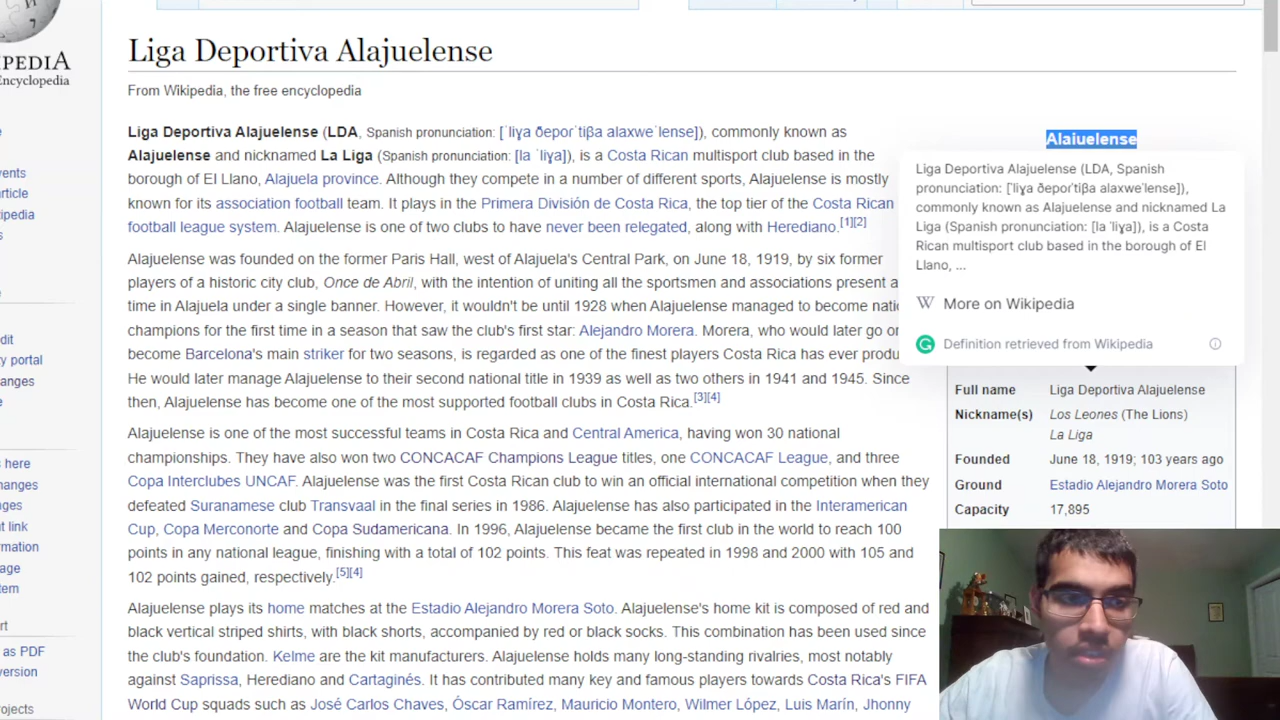 IPEDIA
Encyclopedia
Liga Deportiva Alajuelense
From Wikipedia, the free encyclopedia
Liga Deportiva Alajuelense (LDA, Spanish pronunciation: [ˈliɣa ðeporˈtiβa alaxweˈlense]), commonly known as
Alajuelense and nicknamed La Liga (Spanish pronunciation: [la ˈliɣa]), is a Costa Rican multisport club based in the
borough of El Llano, Alajuela province. Although they compete in a number of different sports, Alajuelense is mostly
known for its association football team. It plays in the Primera División de Costa Rica, the top tier of the Costa Rican
football league system. Alajuelense is one of two clubs to have never been relegated, along with Herediano.[1][2]
Alajuelense was founded on the former Paris Hall, west of Alajuela's Central Park, on June 18, 1919, by six former
players of a historic city club, Once de Abril, with the intention of uniting all the sportsmen and associations present a
time in Alajuela under a single banner. However, it wouldn't be until 1928 when Alajuelense managed to become natio
champions for the first time in a season that saw the club's first star: Alejandro Morera. Morera, who would later go on
become Barcelona's main striker for two seasons, is regarded as one of the finest players Costa Rica has ever produ
He would later manage Alajuelense to their second national title in 1939 as well as two others in 1941 and 1945. Since
then, Alajuelense has become one of the most supported football clubs in Costa Rica.[3][4]
Alajuelense is one of the most successful teams in Costa Rica and Central America, having won 30 national
championships. They have also won two CONCACAF Champions League titles, one CONCACAF League, and three
Copa Interclubes UNCAF. Alajuelense was the first Costa Rican club to win an official international competition when they
defeated Suranamese club Transvaal in the final series in 1986. Alajuelense has also participated in the Interamerican
Cup, Copa Merconorte and Copa Sudamericana. In 1996, Alajuelense became the first club in the world to reach 100
points in any national league, finishing with a total of 102 points. This feat was repeated in 1998 and 2000 with 105 and
102 points gained, respectively.[5][4]
Alajuelense plays its home matches at the Estadio Alejandro Morera Soto. Alajuelense's home kit is composed of red and
black vertical striped shirts, with black shorts, accompanied by red or black socks. This combination has been used since
the club's foundation. Kelme are the kit manufacturers. Alajuelense holds many long-standing rivalries, most notably
against Saprissa, Herediano and Cartaginés. It has contributed many key and famous players towards Costa Rica's FIFA
World Cup squads such as José Carlos Chaves, Óscar Ramírez, Mauricio Montero, Wilmer López, Luis Marín, Jhonny
Alajuelense
Liga Deportiva Alajuelense (LDA, Spanish
pronunciation: [ˈliɣa ðeporˈtiβa alaxweˈlense]),
commonly known as Alajuelense and nicknamed La
Liga (Spanish pronunciation: [la ˈliɣa]), is a Costa
Rican multisport club based in the borough of El
Llano, ...
W More on Wikipedia
G Definition retrieved from Wikipedia
Full name Liga Deportiva Alajuelense
Nickname(s) Los Leones (The Lions)
La Liga
Founded June 18, 1919; 103 years ago
Ground Estadio Alejandro Morera Soto
Capacity 17,895
vents
article
kipedia
s
e
dit
ty portal
anges
s here
hanges
ges
t link
rmation
age
tem
rt
as PDF
version
rojects